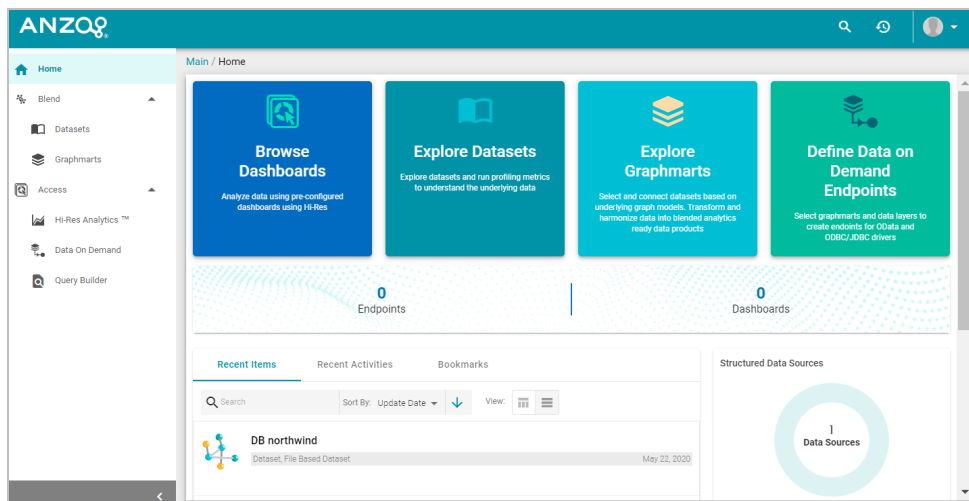 ANZO®
Home
Blend
Datasets
Graphmarts
Access
Hi-Res Analytics ™
Data On Demand
Query Builder
Main / Home
Browse
Dashboards
Analyze data using pre-configured
dashboards using Hi-Res
Explore Datasets
Explore datasets and run profiling metrics
to understand the underlying data
Explore
Graphmarts
Select and connect datasets based on
underlying graph models. Transform and
harmonize data into blended analytics
ready data products
Define Data on
Demand
Endpoints
Select graphmarts and data layers to
create endoints for OData and
ODBC/JDBC drivers
0
Endpoints
0
Dashboards
Recent Items Recent Activities Bookmarks
Search Sort By: Update Date View:
DB northwind
Dataset, File Based Dataset May 22, 2020
Structured Data Sources
1
Data Sources